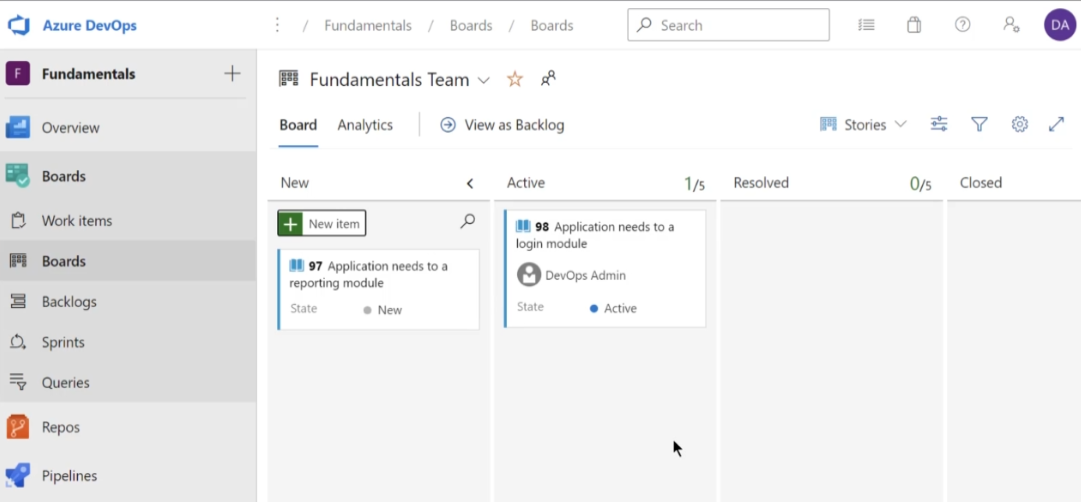 Azure DevOps
/ Fundamentals / Boards / Boards
Search
DA
F Fundamentals
Overview
Boards
Work items
Boards
Backlogs
Sprints
Queries
Repos
Pipelines
Fundamentals Team
Board Analytics View as Backlog
Stories
New
New item
97 Application needs to a
reporting module
State New
Active 1/5
98 Application needs to a
login module
DevOps Admin
State Active
Resolved 0/5
Closed